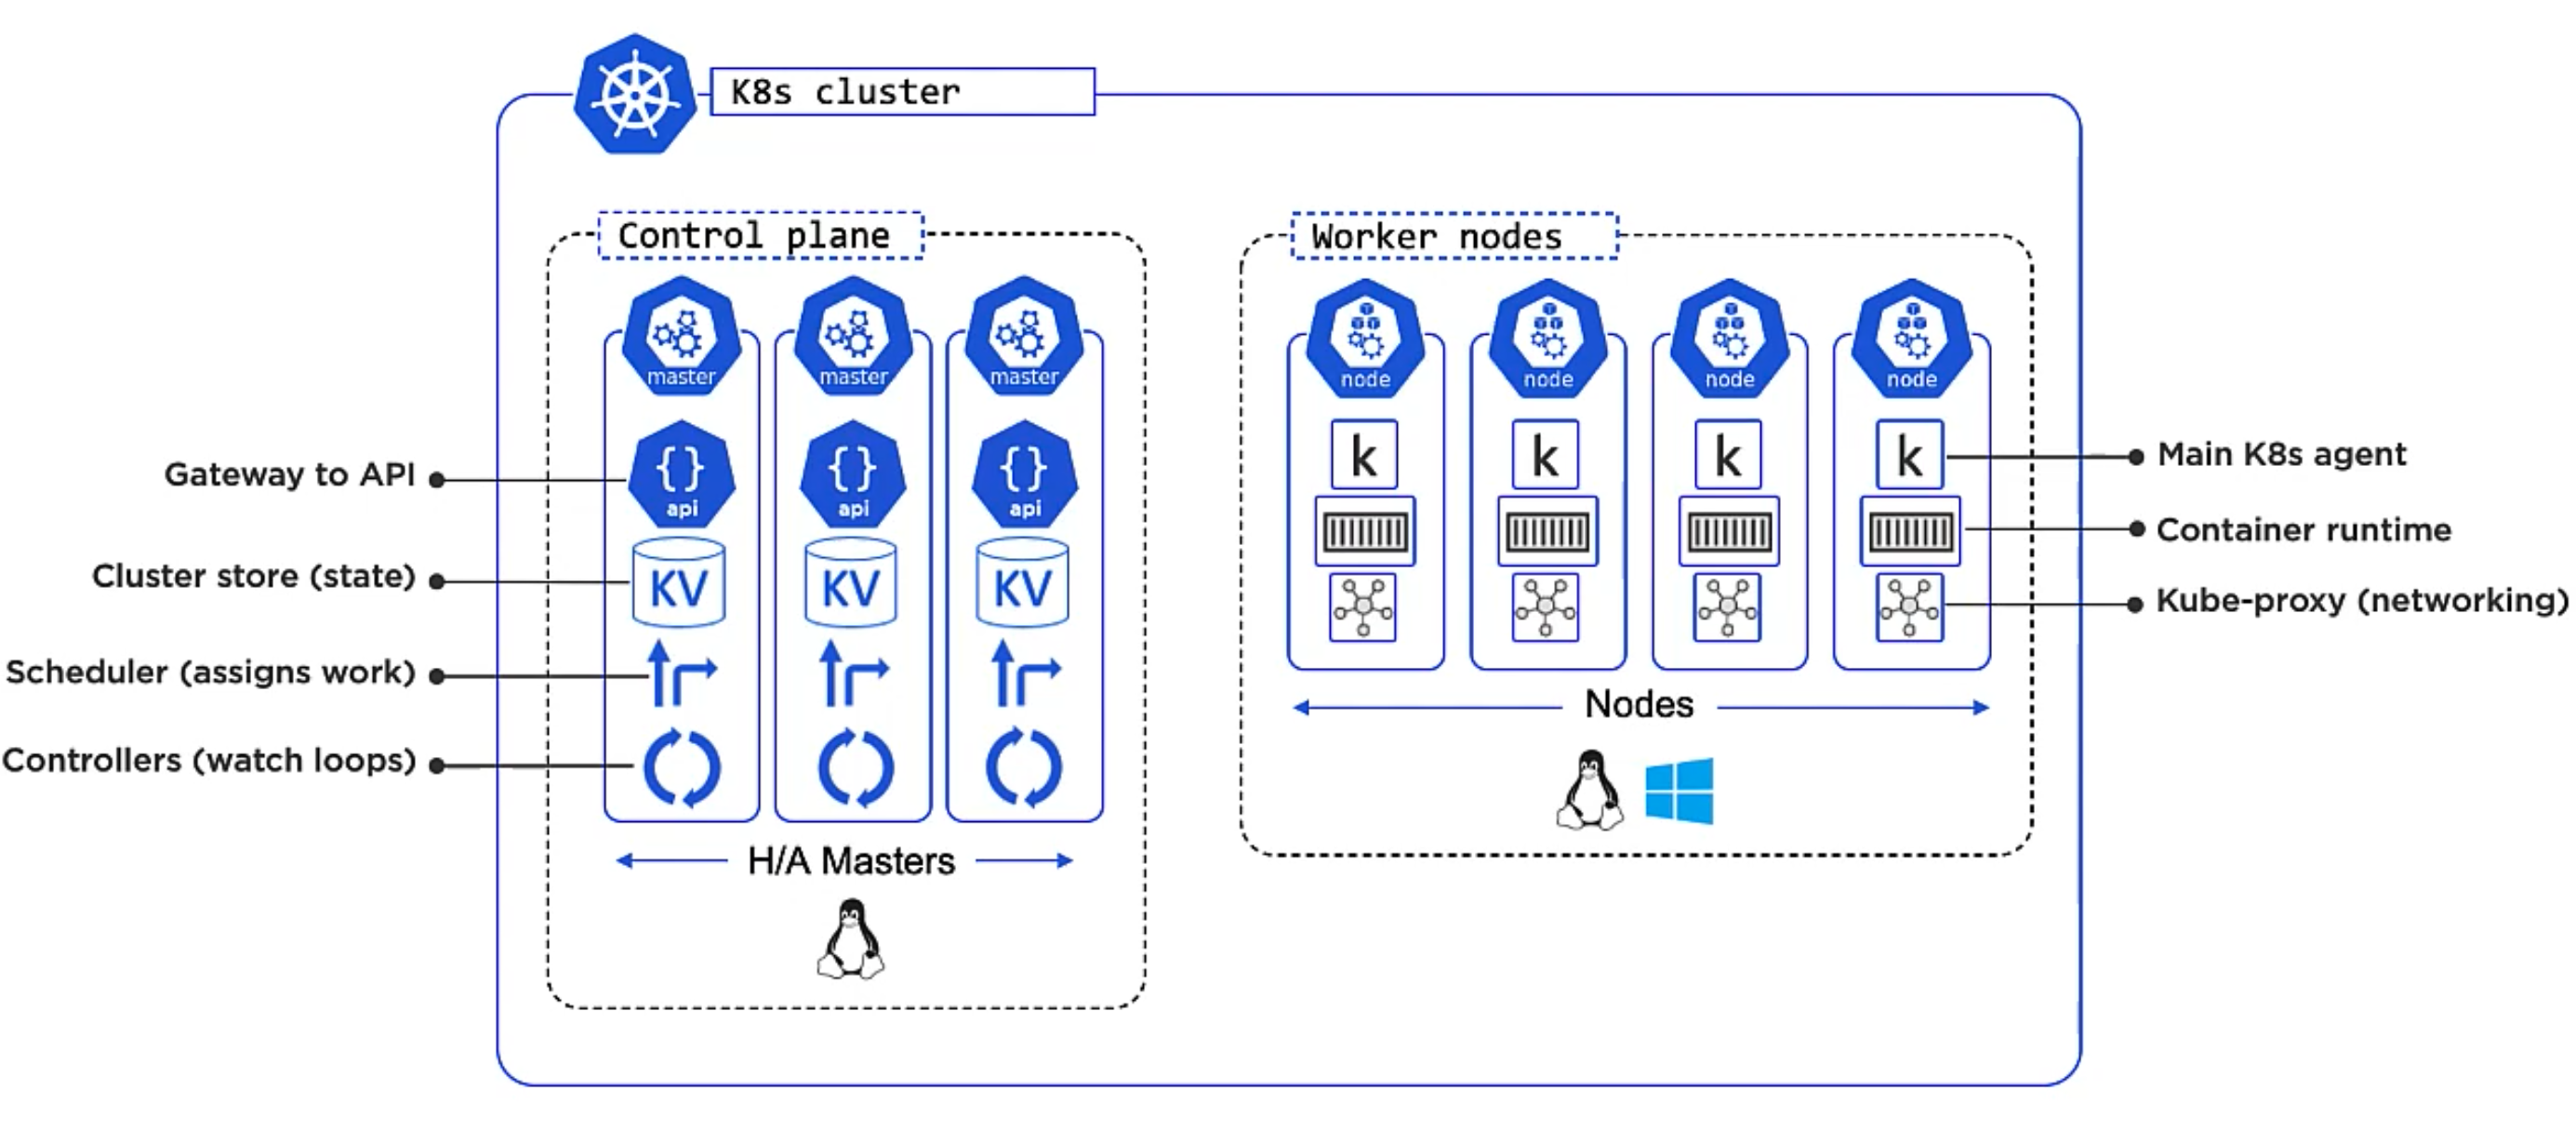 K8s cluster
Control plane
Worker nodes
master
master
master
node
node
node
node
Gateway to API
{}
api
{}
api
{}
api
k
k
k
k
Main K8s agent
Container runtime
Cluster store (state)
KV
KV
KV
Kube-proxy (networking)
Scheduler (assigns work)
Nodes
Controllers (watch loops)
H/A Masters